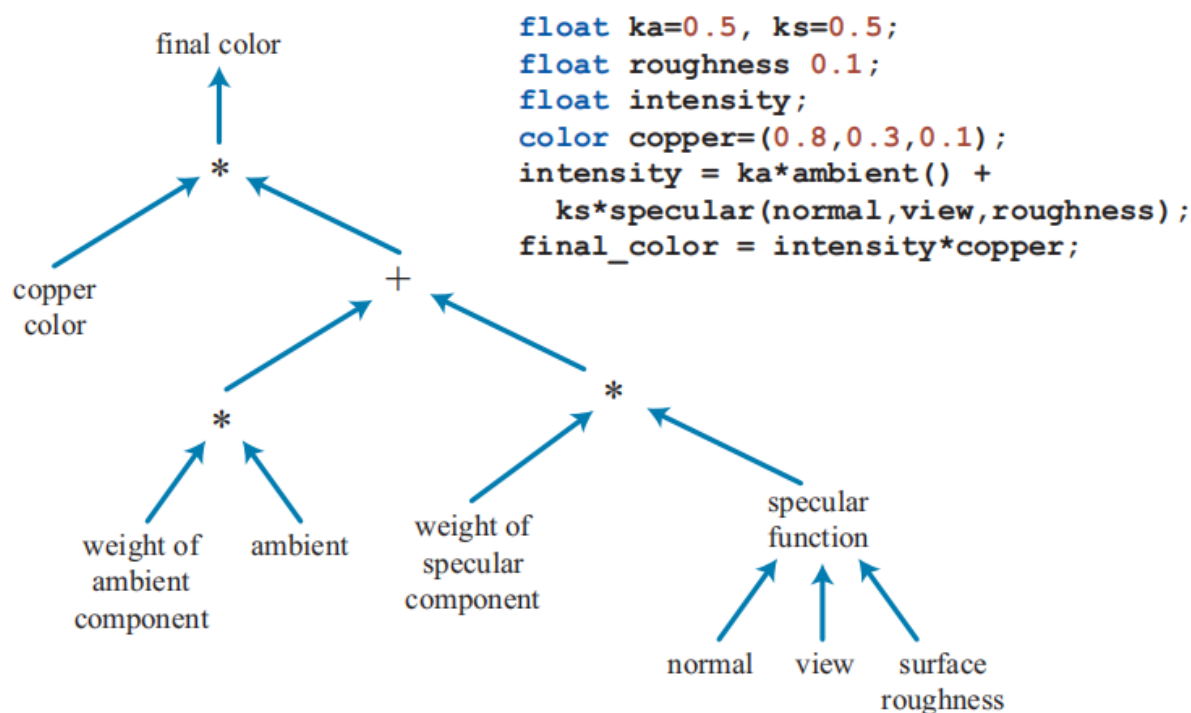 final color
*
copper
color
+
*
*
weight of
ambient
component
ambient
weight of
specular
component
specular
function
normal
view
surface
roughness
float ka=0.5, ks=0.5;
float roughness 0.1;
float intensity;
color copper=(0.8,0.3,0.1);
intensity = ka*ambient() +
ks*specular(normal,view,roughness);
final_color = intensity*copper;